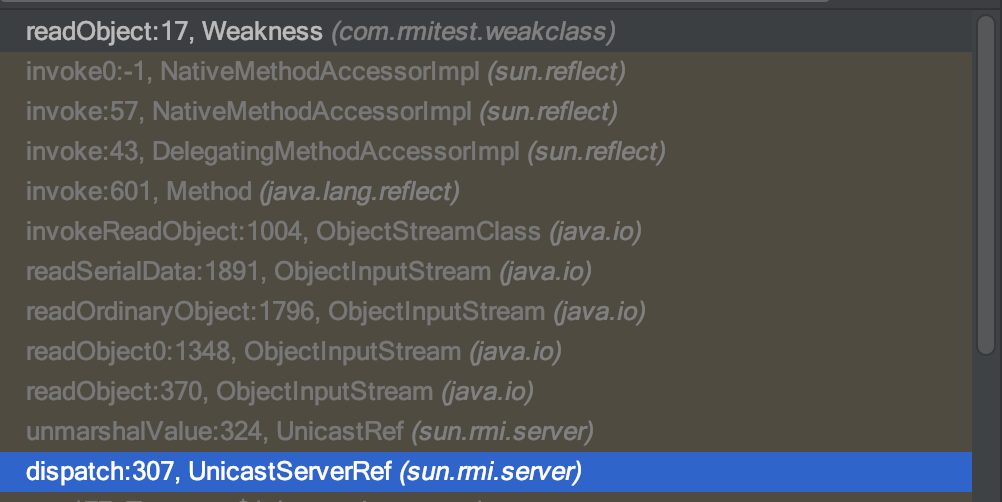 readObject:17, Weakness (com.rmitest.weakclass)
invoke0:-1, NativeMethodAccessorImpl (sun.reflect)
invoke:57, NativeMethodAccessorImpl (sun.reflect)
invoke:43, DelegatingMethodAccessorImpl (sun.reflect)
invoke:601, Method (java.lang.reflect)
invokeReadObject:1004, ObjectStreamClass (java.io)
readSerialData:1891, ObjectInputStream (java.io)
readOrdinaryObject:1796, ObjectInputStream (java.io)
readObject0:1348, ObjectInputStream (java.io)
readObject:370, ObjectInputStream (java.io)
unmarshalValue:324, UnicastRef (sun.rmi.server)
dispatch:307, UnicastServerRef (sun.rmi.server)